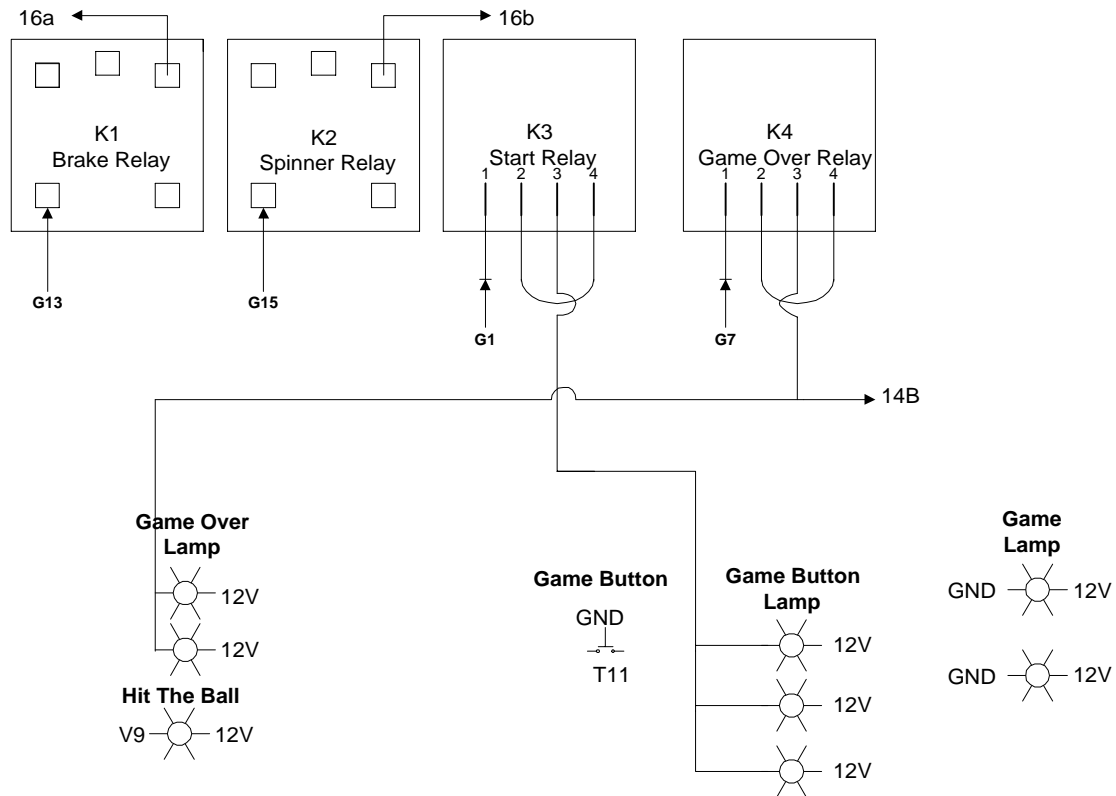 16a
16b
K1
Brake Relay
K2
Spinner Relay
K3
Start Relay
1 2 3 4
K4
Game Over Relay
1 2 3 4
G13
G15
G1
G7
14B
Game Over
Lamp
12V
12V
Hit The Ball
V9
12V
Game Button
GND
T11
Game Button
Lamp
12V
12V
12V
Game
Lamp
GND
12V
GND
12V